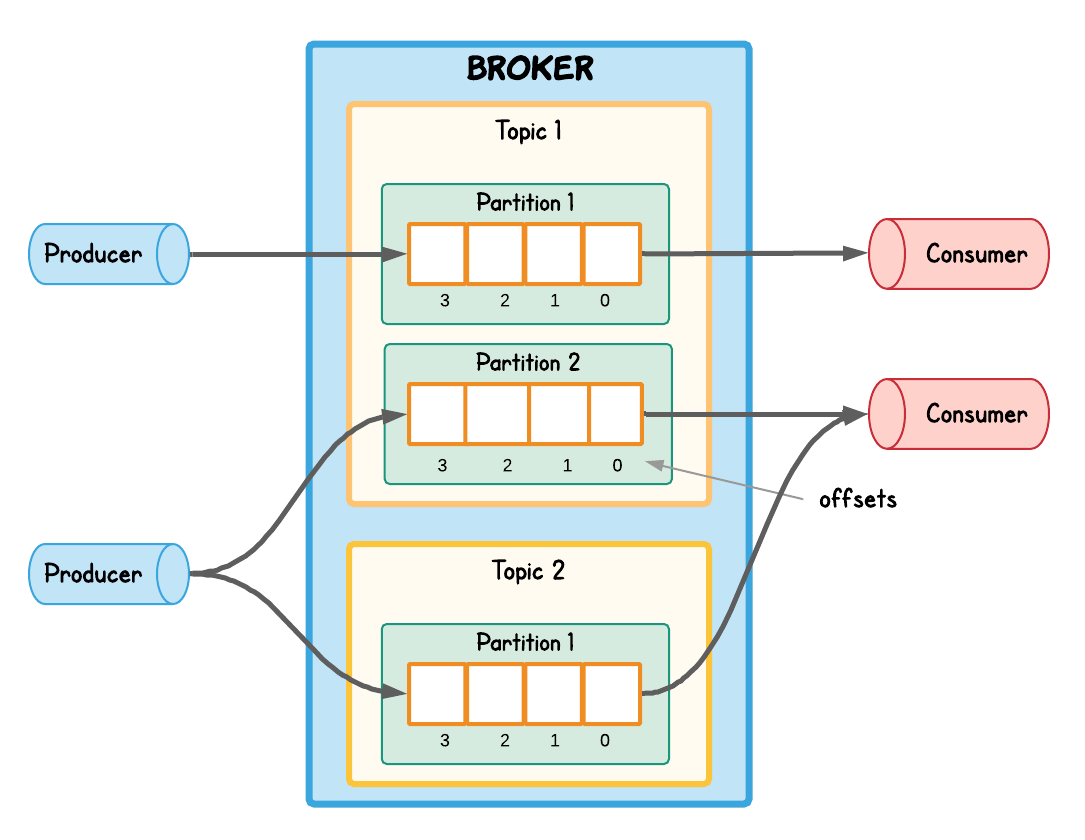 BROKER
Topic 1
Partition 1
Producer
Consumer
3 2 1 0
Partition 2
Consumer
3 2 1 0
offsets
Producer
Topic 2
Partition 1
3 2 1 0